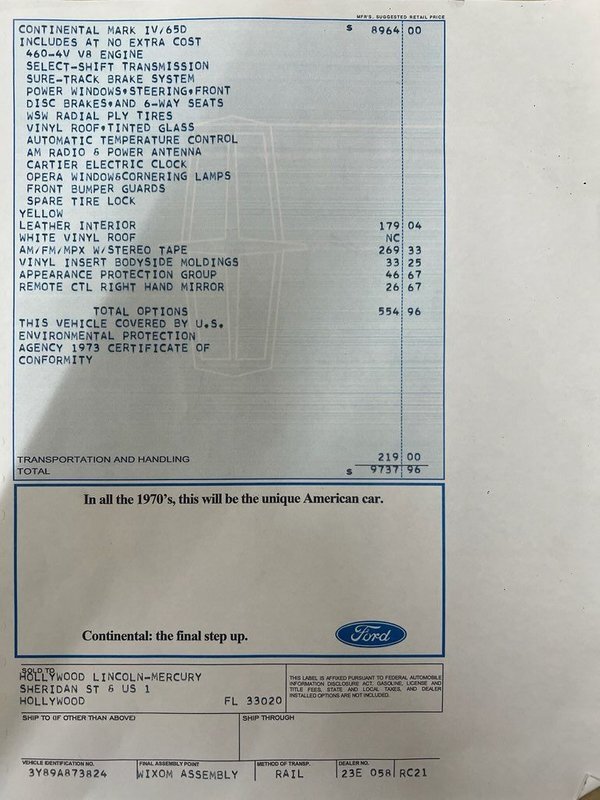 MFR'S. SUGGESTED RETAIL PRICE
CONTINENTAL MARK IV/65D $ 8964 00
INCLUDES AT NO EXTRA COST
460-4V V8 ENGINE
SELECT-SHIFT TRANSMISSION
SURE-TRACK BRAKE SYSTEM
POWER WINDOWS•STEERING•FRONT
DISC BRAKES•AND 6-WAY SEATS
WSW RADIAL PLY TIRES
VINYL ROOF•TINTED GLASS
AUTOMATIC TEMPERATURE CONTROL
AM RADIO & POWER ANTENNA
CARTIER ELECTRIC CLOCK
OPERA WINDOW&CORNERING LAMPS
FRONT BUMPER GUARDS
SPARE TIRE LOCK
YELLOW
LEATHER INTERIOR 179 04
WHITE VINYL ROOF NC
AM/FM/MPX W/STEREO TAPE 269 33
VINYL INSERT BODYSIDE MOLDINGS 33 25
APPEARANCE PROTECTION GROUP 46 67
REMOTE CTL RIGHT HAND MIRROR 26 67
TOTAL OPTIONS 554 96
THIS VEHICLE COVERED BY U.S.
ENVIRONMENTAL PROTECTION
AGENCY 1973 CERTIFICATE OF
CONFORMITY
TRANSPORTATION AND HANDLING 219 00
TOTAL $ 9737 96
In all the 1970's, this will be the unique American car.
Continental: the final step up.
Ford
SOLD TO
HOLLYWOOD LINCOLN-MERCURY
SHERIDAN ST & US 1
HOLLYWOOD FL 33020
THIS LABEL IS AFFIXED PURSUANT TO FEDERAL AUTOMOBILE
INFORMATION DISCLOSURE ACT. GASOLINE, LICENSE AND
TITLE FEES, STATE AND LOCAL TAXES, AND DEALER
INSTALLED OPTIONS ARE NOT INCLUDED.
SHIP TO (IF OTHER THAN ABOVE) SHIP THROUGH
VEHICLE IDENTIFICATION NO. FINAL ASSEMBLY POINT METHOD OF TRANSP. DEALER NO.
3Y89A873824 WIXOM ASSEMBLY RAIL 23E 058 RC21